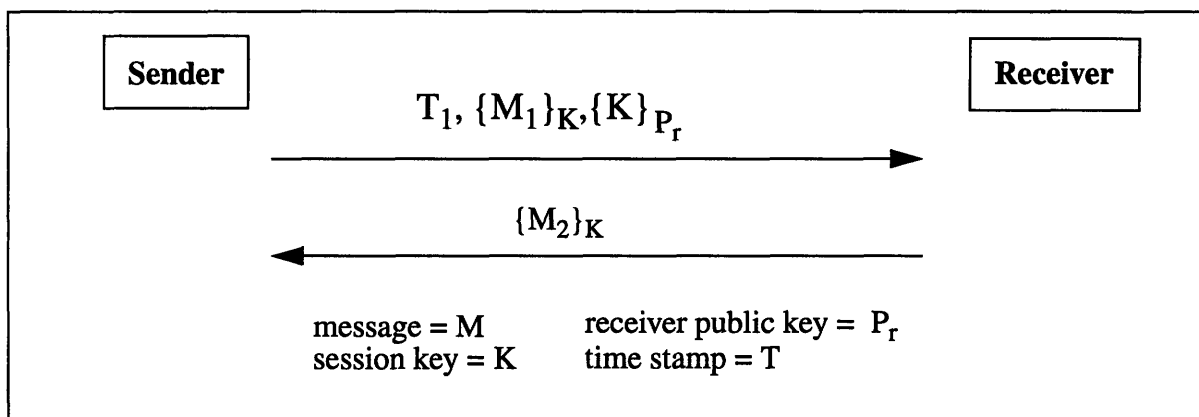 Sender
Receiver
T₁, {M₁}K,{K}Pᵣ
{M₂}K
message = M
receiver public key = Pᵣ
session key = K
time stamp = T